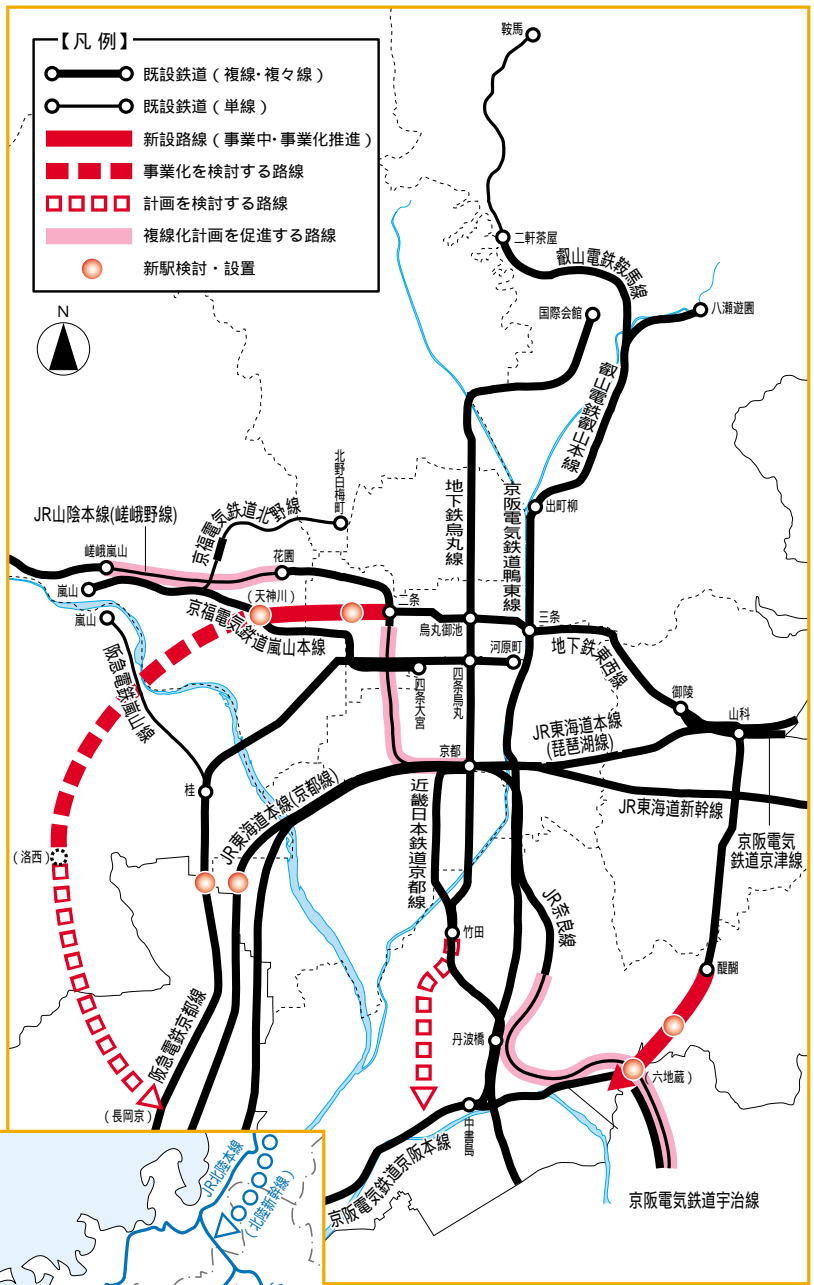 【凡例】
既設鉄道（複線・複々線）
既設鉄道（単線）
新設路線（事業中・事業化推進）
事業化を検討する路線
計画を検討する路線
複線化計画を促進する路線
新駅検討・設置
N
鞍馬
二軒茶屋
叡山電鉄鞍馬線
国際会館
八瀬遊園
叡山電鉄叡山本線
北野白梅町
地下鉄烏丸線
京阪電気鉄道鴨東線
出町柳
JR山陰本線(嵯峨野線)
京福電気鉄道北野線
嵯峨嵐山
花園
嵐山
（天神川）
二条
嵐山
京福電気鉄道嵐山本線
烏丸御池
三条
河原町
地下鉄東西線
阪急電鉄嵐山線
四条大宮
四条烏丸
御陵
山科
JR東海道本線
(琵琶湖線)
京都
桂
JR東海道本線(京都線)
近畿日本鉄道京都線
JR東海道新幹線
京阪電気
鉄道京津線
（洛西）
JR奈良線
竹田
醍醐
阪急電鉄京都線
丹波橋
（六地蔵）
（長岡京）
中書島
京阪電気鉄道京阪本線
京阪電気鉄道宇治線
JR北陸本線
（北陸新幹線）